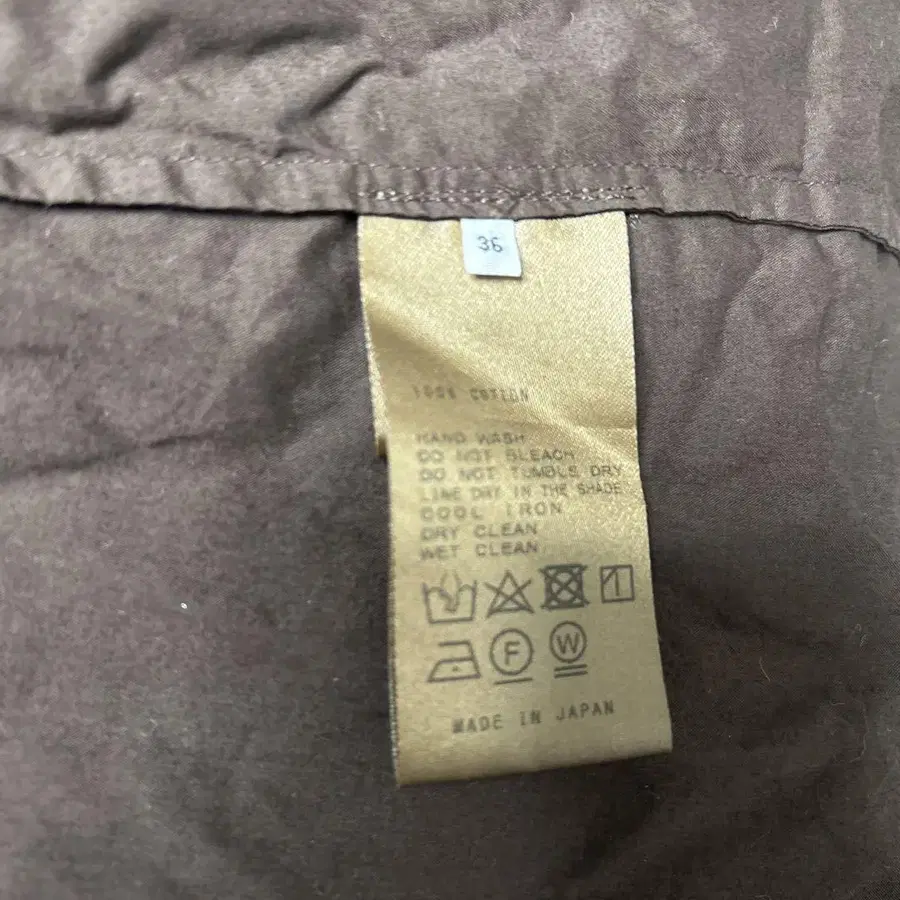 36
100% COTTON
HAND WASH
DO NOT BLEACH
DO NOT TUMBLE DRY
LINE DRY IN THE SHADE
COOL IRON
DRY CLEAN
WET CLEAN
F W
MADE IN JAPAN